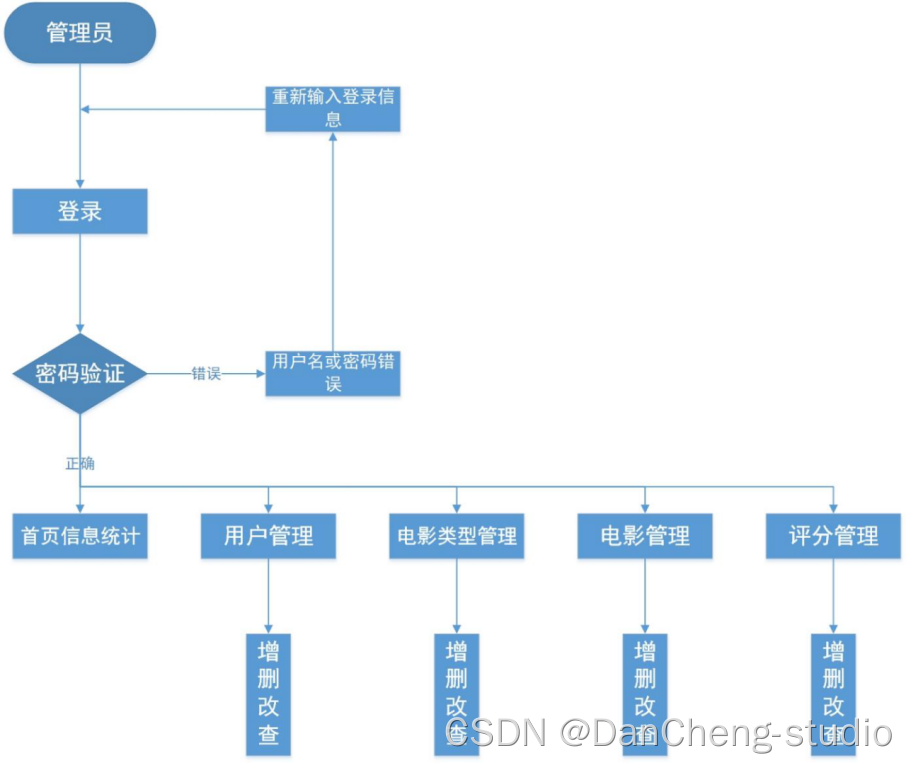 管理员
重新输入登录信
息
登录
密码验证
错误
用户名或密码错
误
正确
首页信息统计
用户管理
电影类型管理
电影管理
评分管理
增
删
改
查
增
删
改
查
增
删
改
查
增
删
改
查
CSDN @DanCheng-studio